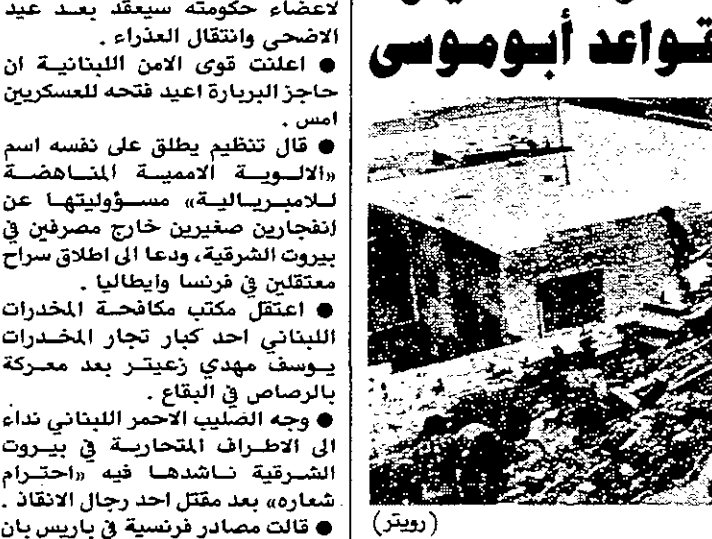 قواعد أبوموسى
(رويتر)
لاعضاء حكومته سيعقد بعد عيد
الاضحى وانتقال العذراء .
● اعلنت قوى الامن اللبنانية ان
حاجز البربارة اعيد فتحه للعسكريين
امس .
● قال تنظيم يطلق على نفسه اسم
«الالوية الاممية المناهضة
للامبريالية» مسؤوليتها عن
إنفجارين صغيرين خارج مصرفين في
بيروت الشرقية، ودعا الى اطلاق سراح
معتقلين في فرنسا وايطاليا .
● اعتقل مكتب مكافحة المخدرات
اللبناني احد كبار تجار المخدرات
يوسف مهدي زعيتر بعد معركة
بالرصاص في البقاع .
● وجه الصليب الاحمر اللبناني نداء
الى الاطراف المتحاربة في بيروت
الشرقية ناشدها فيه «احترام
شعاره» بعد مقتل احد رجال الانقاذ .
● قالت مصادر فرنسية في باريس بان